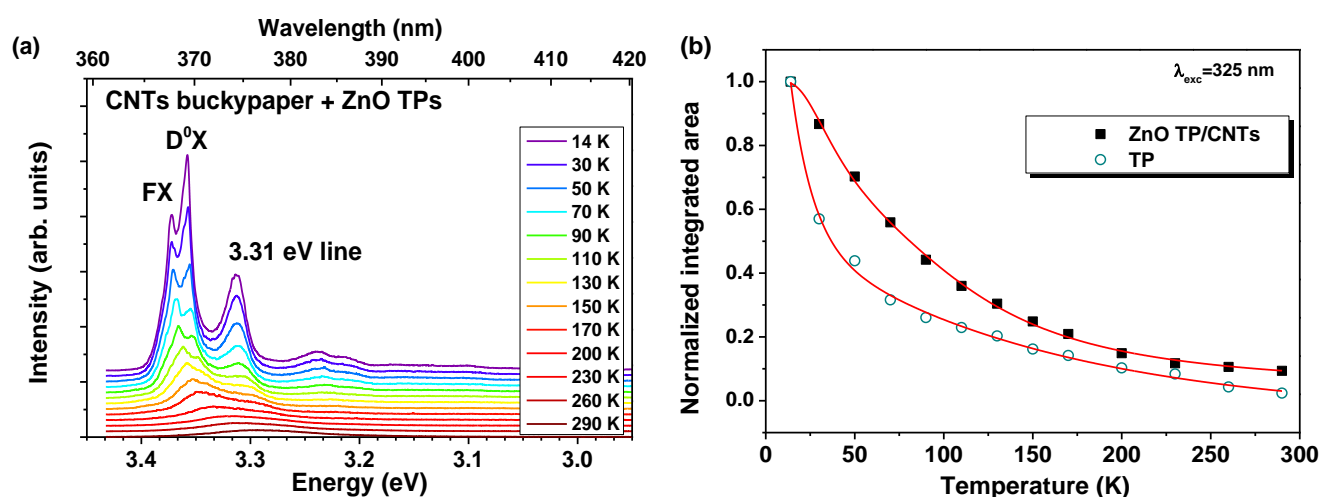 (a)
Wavelength (nm)
360 370 380 390 400 410 420
CNTs buckypaper + ZnO TPs
D⁰X
FX
3.31 eV line
14 K
30 K
50 K
70 K
90 K
110 K
130 K
150 K
170 K
200 K
230 K
260 K
290 K
Intensity (arb. units)
3.4 3.3 3.2 3.1 3.0
Energy (eV)
(b)
λexc=325 nm
ZnO TP/CNTs
TP
Normalized integrated area
1.0
0.8
0.6
0.4
0.2
0.0
0 50 100 150 200 250 300
Temperature (K)